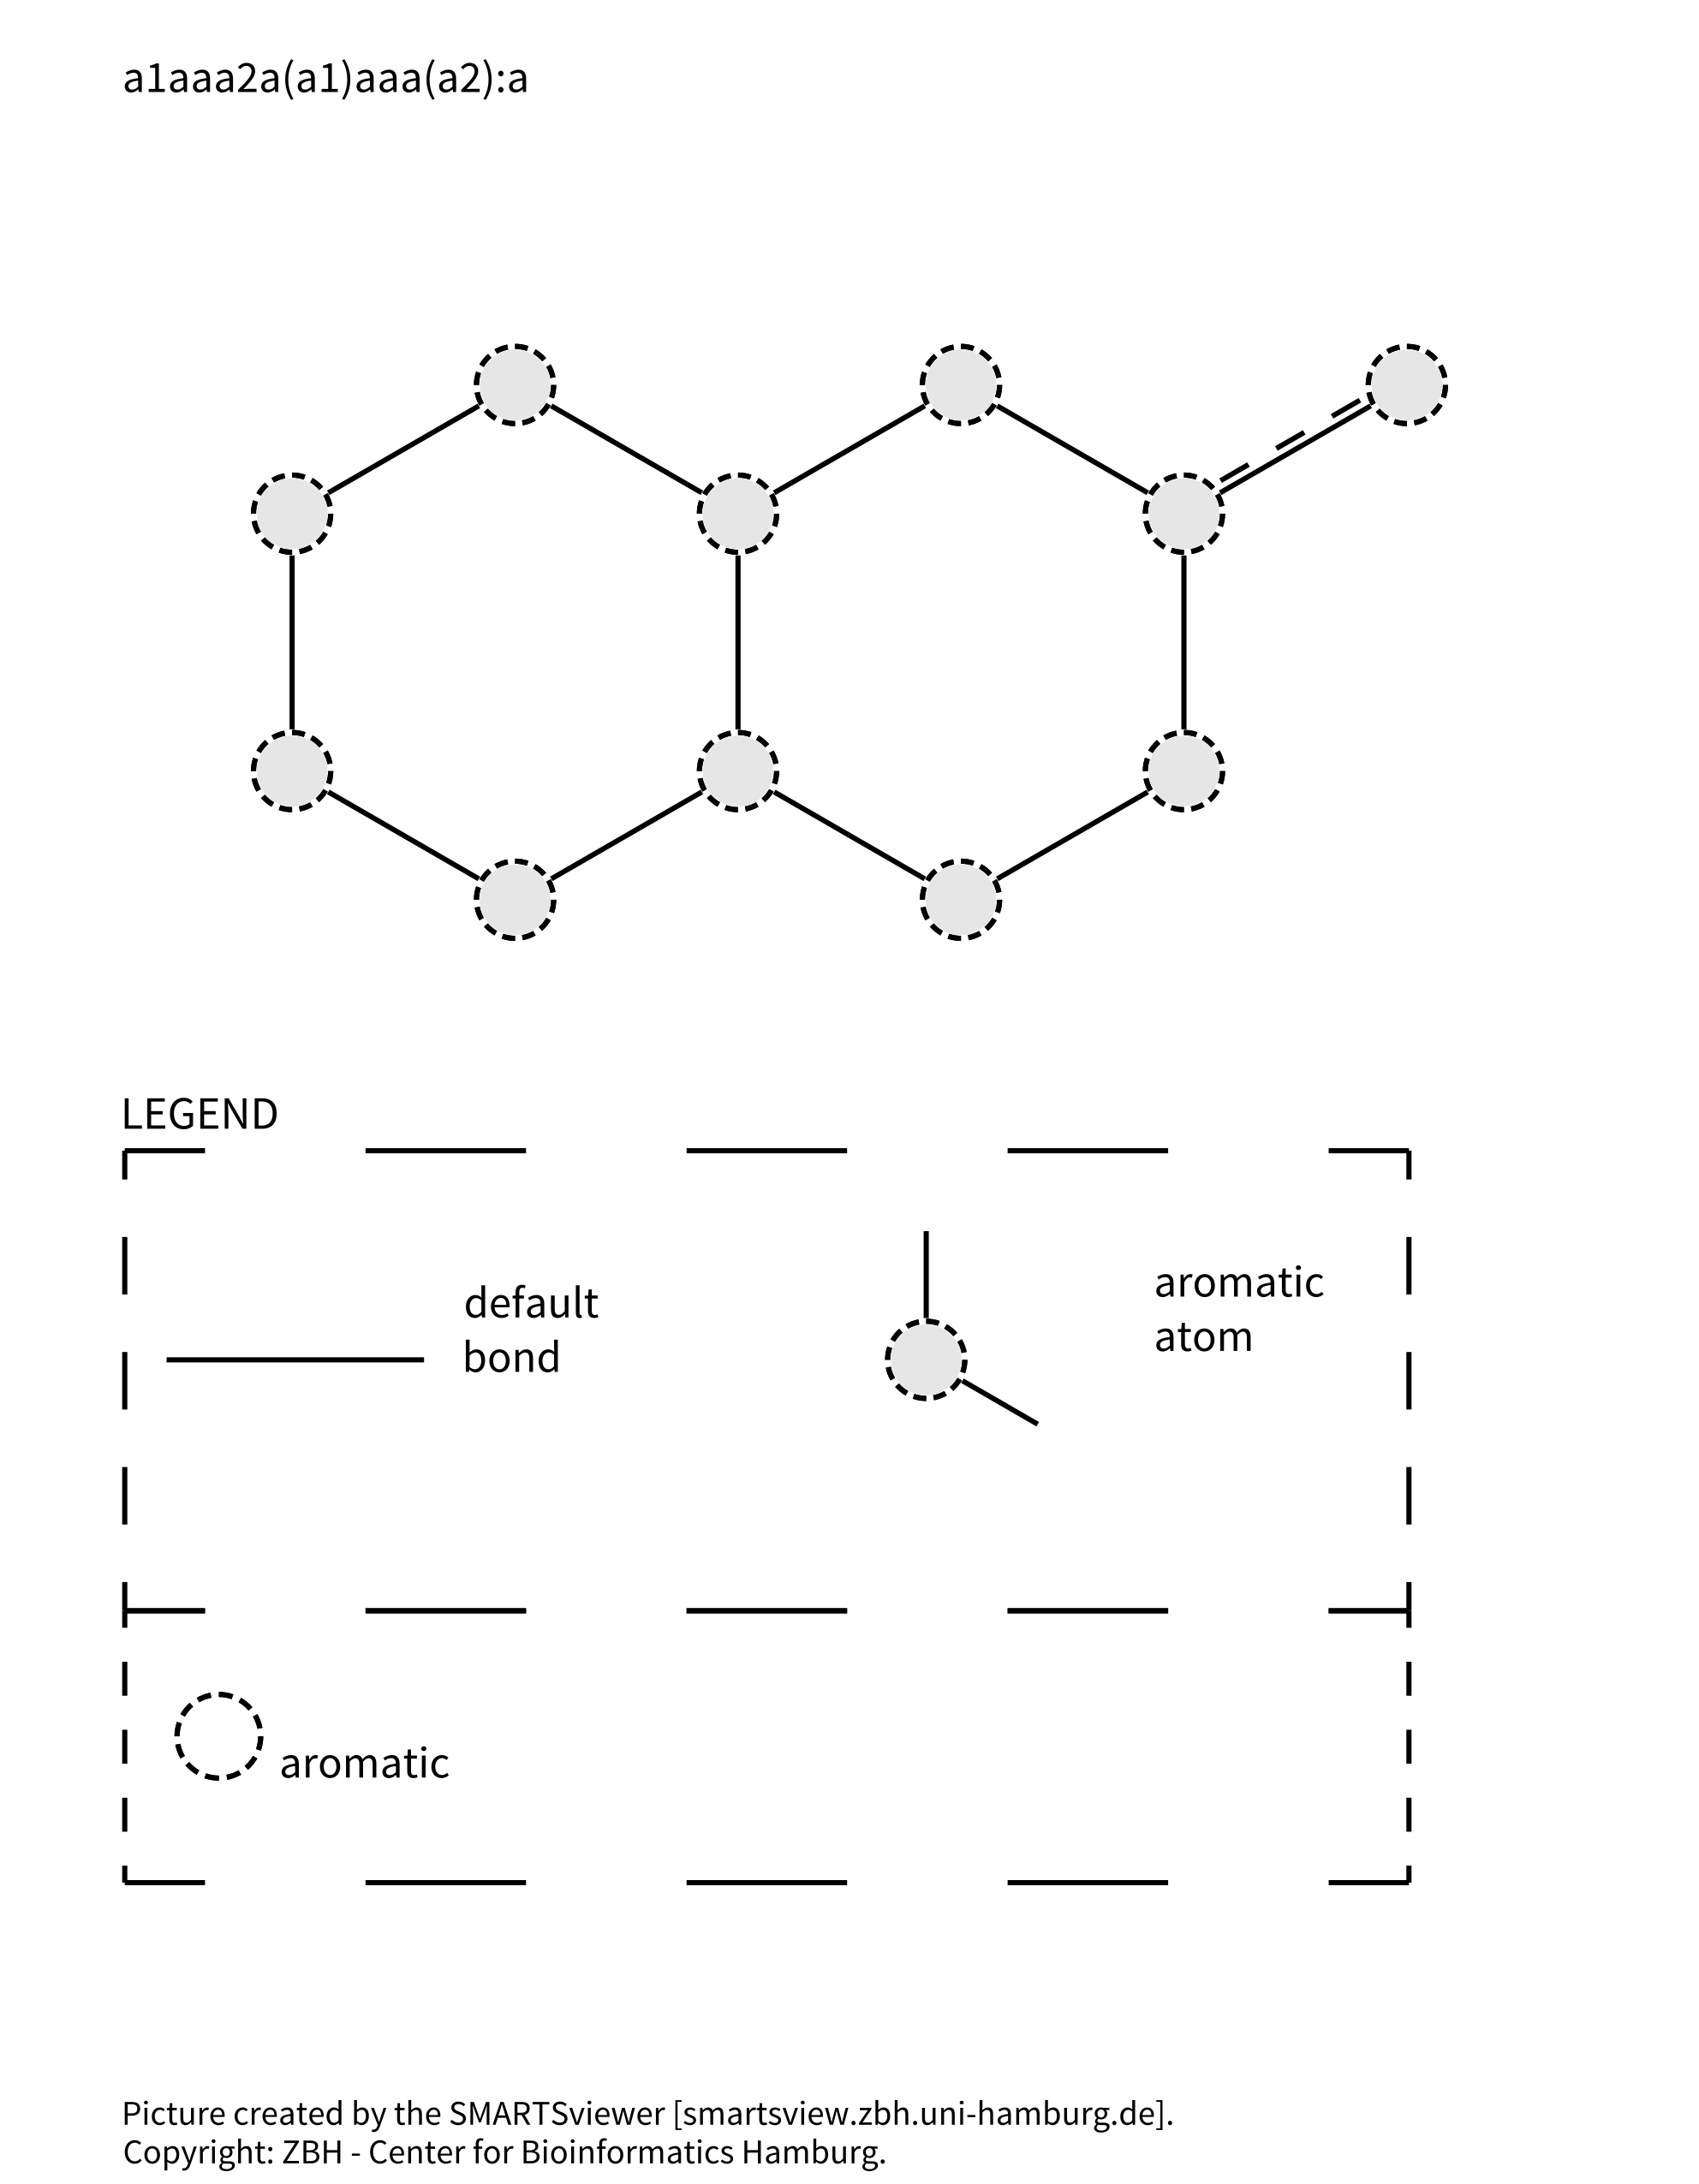 a1aaa2a(a1)aaa(a2):a
LEGEND
default
bond
aromatic
atom
aromatic
Picture created by the SMARTSviewer [smartsview.zbh.uni-hamburg.de].
Copyright: ZBH - Center for Bioinformatics Hamburg.